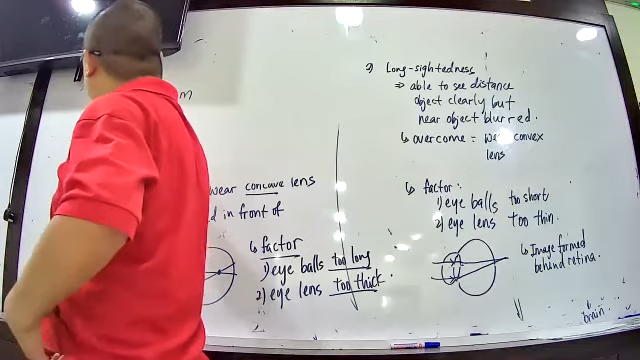 m
wear concave lens
d in front of
↳ factor
1) eye balls too long
2) eye lens too thick.
2) Long-sightedness
⇒ able to see distance
object clearly but
near object blurred.
↳ overcome = wear convex
lens
↳ factor:
1) eye balls too short
2) eye lens too thin.
↳ Image formed
behind retina.
brain